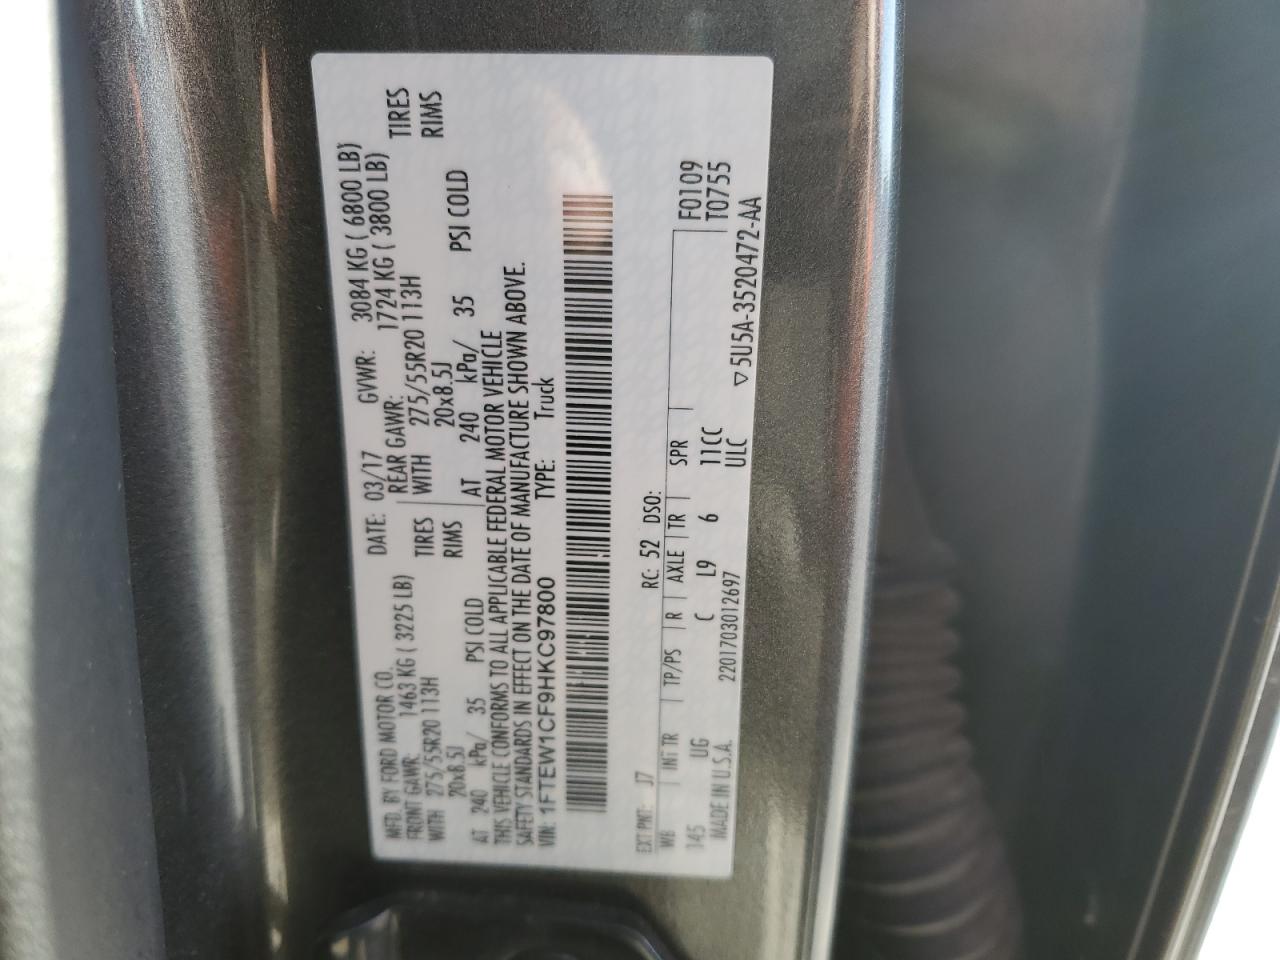 MFD. BY FORD MOTOR CO. DATE: 03/17 GVWR: 3084 KG ( 6800 LB)
FRONT GAWR: 1463 KG ( 3225 LB) REAR GAWR: 1724 KG ( 3800 LB)
WITH 275/55R20 113H TIRES WITH 275/55R20 113H TIRES
20x8.5J RIMS 20x8.5J RIMS
AT 240 kPa/ 35 PSI COLD AT 240 kPa/ 35 PSI COLD
THIS VEHICLE CONFORMS TO ALL APPLICABLE FEDERAL MOTOR VEHICLE
SAFETY STANDARDS IN EFFECT ON THE DATE OF MANUFACTURE SHOWN ABOVE.
VIN: 1FTEW1CF9HKC97800 TYPE: Truck
EXT PNT: J7 RC: 52 DSO:
WB INT TR TP/PS R AXLE TR SPR F0109
145 UG C L9 6 11CC T0755
MADE IN U.S.A. 2201703012697 ULC
▽5U5A-3520472-AA